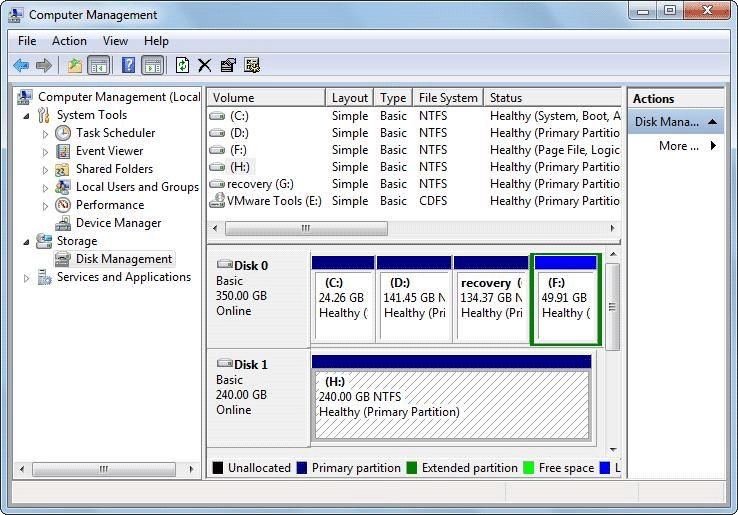 Computer Management
File Action View Help
Computer Management (Local
System Tools
Task Scheduler
Event Viewer
Shared Folders
Local Users and Groups
Performance
Device Manager
Storage
Disk Management
Services and Applications
Volume Layout Type File System Status
(C:) Simple Basic NTFS Healthy (System, Boot, A
(D:) Simple Basic NTFS Healthy (Primary Partitio
(F:) Simple Basic NTFS Healthy (Page File, Logic
(H:) Simple Basic NTFS Healthy (Primary Partitio
recovery (G:) Simple Basic NTFS Healthy (Primary Partitio
VMware Tools (E:) Simple Basic CDFS Healthy (Primary Partitio
Disk 0
Basic
350.00 GB
Online
(C:) (D:) recovery ( (F:)
24.26 GB 141.45 GB N 134.37 GB N 49.91 GB
Healthy ( Healthy (Pri Healthy (Pri Healthy (
Disk 1
Basic
240.00 GB
Online
(H:)
240.00 GB NTFS
Healthy (Primary Partition)
Unallocated Primary partition Extended partition Free space L
Actions
Disk Mana...
More ...